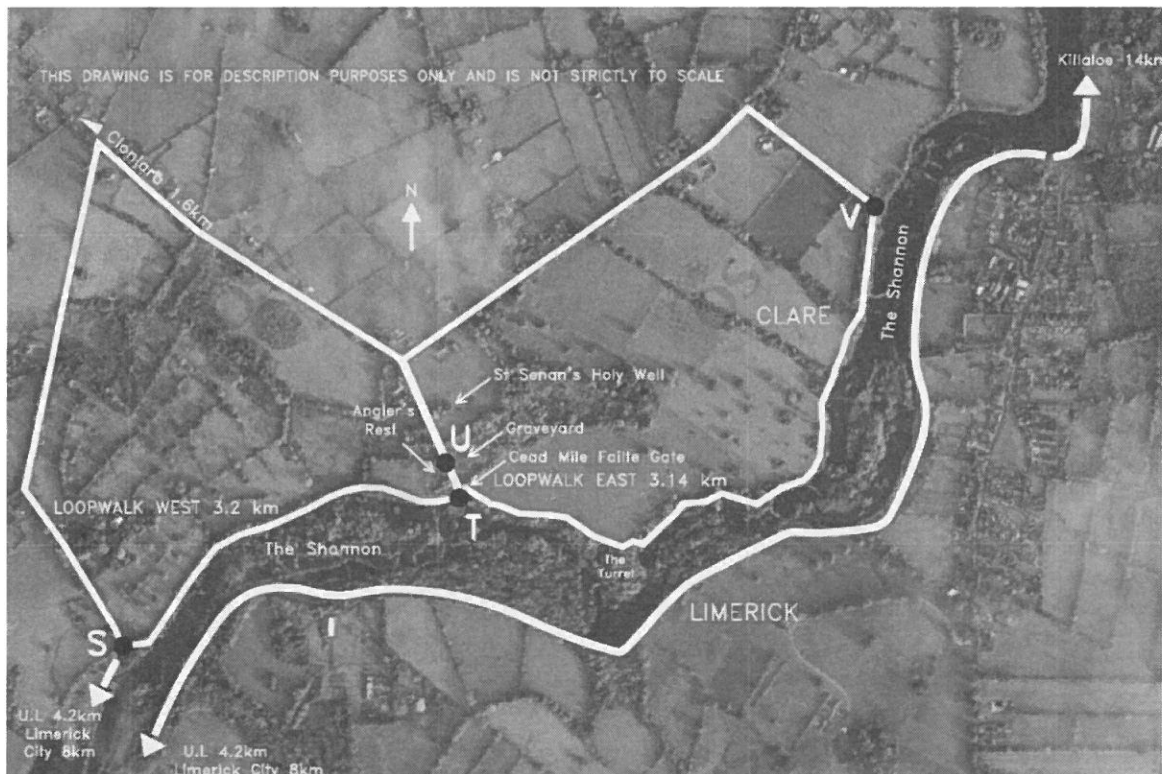 THIS DRAWING IS FOR DESCRIPTION PURPOSES ONLY AND IS NOT STRICTLY TO SCALE
Killaloe 14km
Clonlara 1.6km
N
V
The Shannon
CLARE
St Senan's Holy Well
Angler's
Rest
U
Graveyard
Cead Mile Failte Gate
LOOPWALK EAST 3.14 km
LOOPWALK WEST 3.2 km
T
The Shannon
The
Turret
LIMERICK
S
U.L 4.2km
Limerick
City 8km
U.L 4.2km
Limerick City 8km